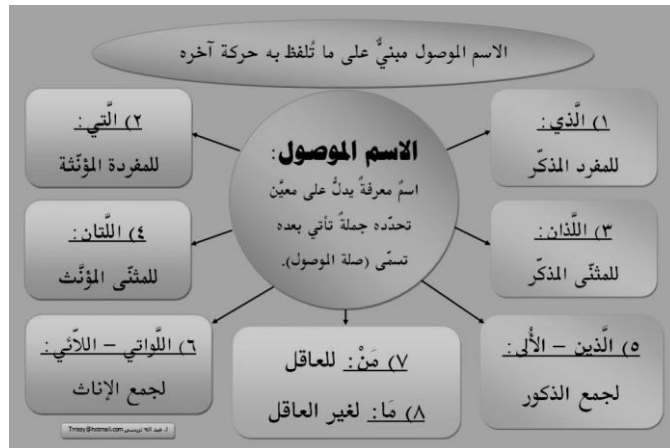 الاسم الموصول مبنيٌّ على ما تُلفظ به حركة آخره
الاسم الموصول:
اسمُ معرفةٍ يدلُّ على معيَّن
تحدّده جملةٌ تأتي بعده
تسمّى (صلة الموصول).
١) الَّذي:
للمفرد المذكّر
٢) الَّتي:
للمفردة المؤنّثة
٣) اللَّذان:
للمثنّى المذكّر
٤) اللَّتان:
للمثنّى المؤنَّث
٥) الَّذين – الأُلى:
لجمع الذكور
٦) اللَّواتي – اللاّئي:
لجمع الإناث
٧) مَنْ: للعاقل
٨) مَا: لغير العاقل
Trrissy@hotmail.com